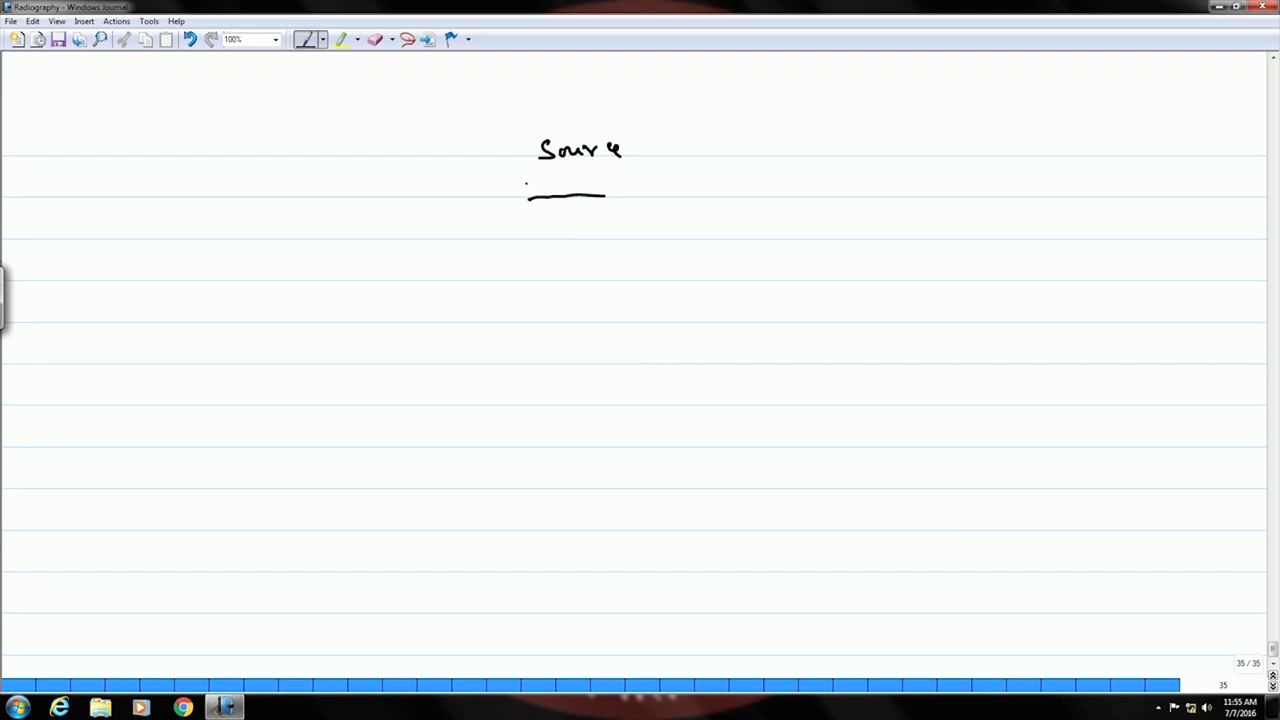 Radiography - Windows Journal
File Edit View Insert Actions Tools Help
100%
Source
35 / 35
35
11:55 AM
7/7/2016